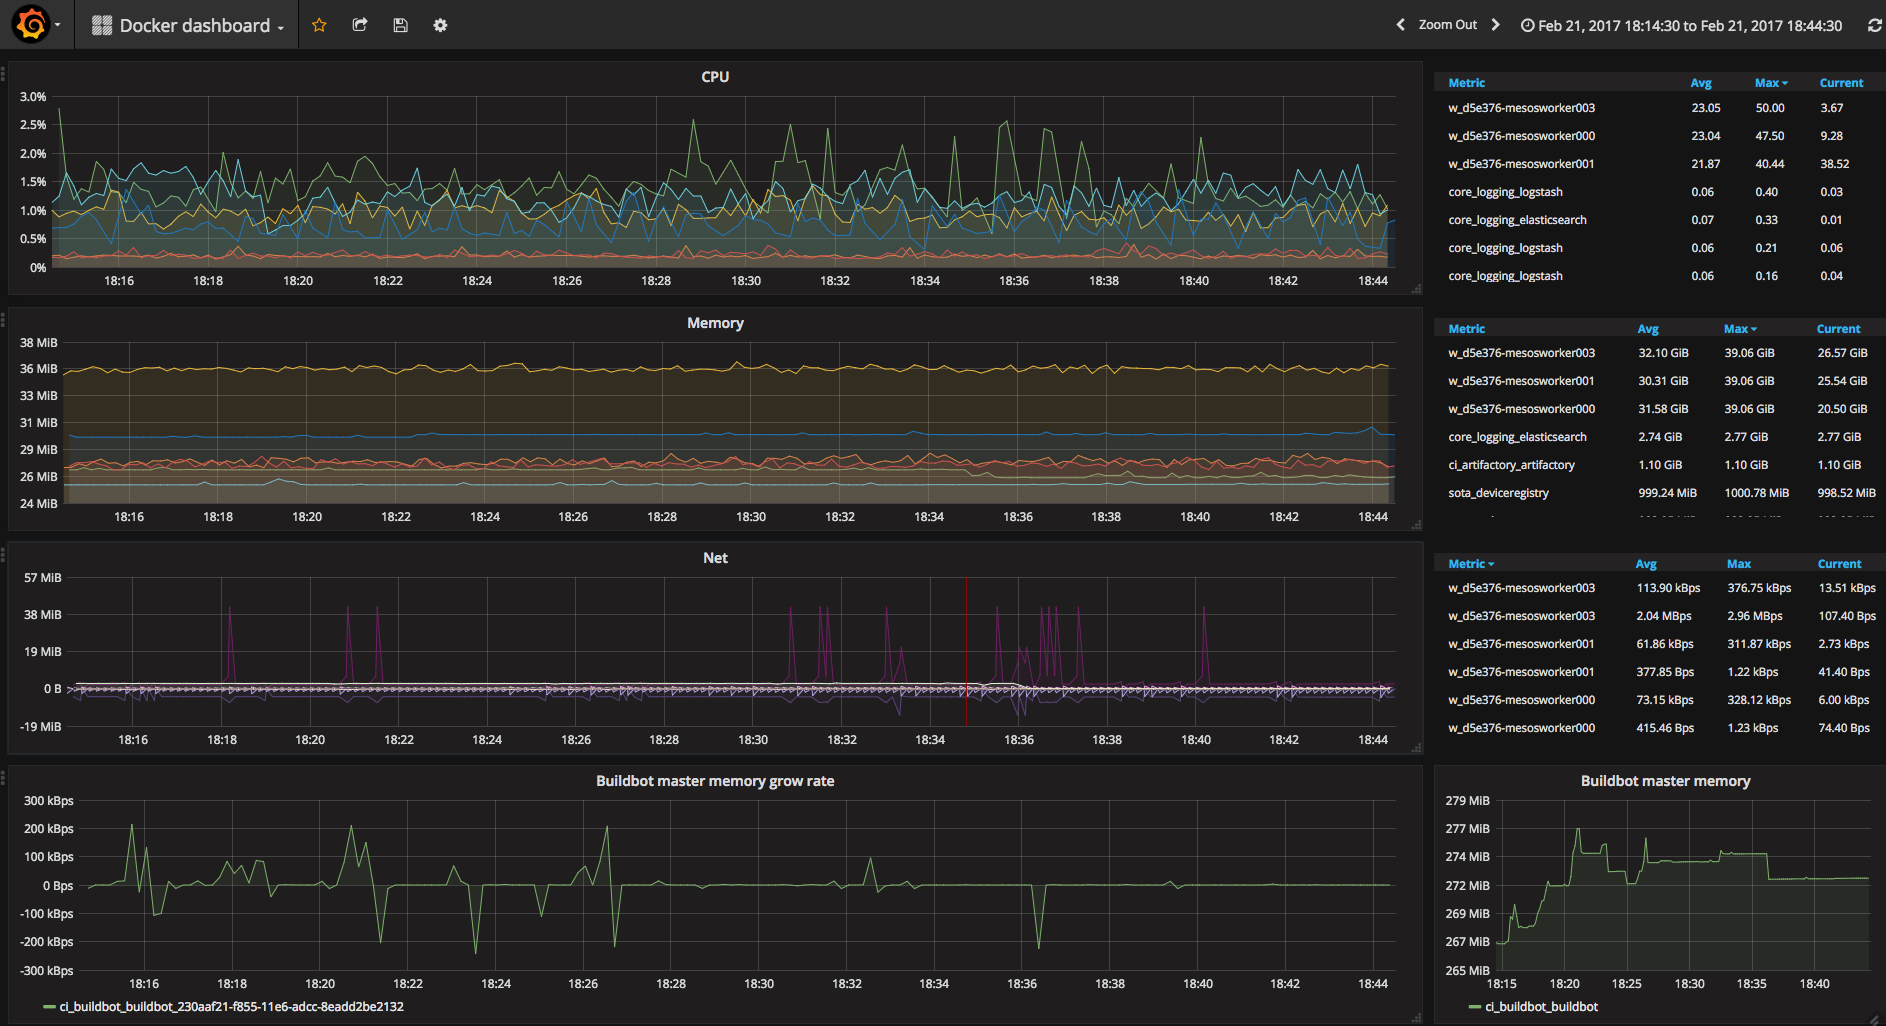 Docker dashboard
Zoom Out
Feb 21, 2017 18:14:30 to Feb 21, 2017 18:44:30
CPU
3.0%
2.5%
2.0%
1.5%
1.0%
0.5%
0%
18:16 18:18 18:20 18:22 18:24 18:26 18:28 18:30 18:32 18:34 18:36 18:38 18:40 18:42 18:44
Metric Avg Max Current
w_d5e376-mesosworker003 23.05 50.00 3.67
w_d5e376-mesosworker000 23.04 47.50 9.28
w_d5e376-mesosworker001 21.87 40.44 38.52
core_logging_logstash 0.06 0.40 0.03
core_logging_elasticsearch 0.07 0.33 0.01
core_logging_logstash 0.06 0.21 0.06
core_logging_logstash 0.06 0.16 0.04
Memory
38 MiB
36 MiB
33 MiB
31 MiB
29 MiB
26 MiB
24 MiB
18:16 18:18 18:20 18:22 18:24 18:26 18:28 18:30 18:32 18:34 18:36 18:38 18:40 18:42 18:44
Metric Avg Max Current
w_d5e376-mesosworker003 32.10 GiB 39.06 GiB 26.57 GiB
w_d5e376-mesosworker001 30.31 GiB 39.06 GiB 25.54 GiB
w_d5e376-mesosworker000 31.58 GiB 39.06 GiB 20.50 GiB
core_logging_elasticsearch 2.74 GiB 2.77 GiB 2.77 GiB
ci_artifactory_artifactory 1.10 GiB 1.10 GiB 1.10 GiB
sota_deviceregistry 999.24 MiB 1000.78 MiB 998.52 MiB
Net
57 MiB
38 MiB
19 MiB
0 B
-19 MiB
18:16 18:18 18:20 18:22 18:24 18:26 18:28 18:30 18:32 18:34 18:36 18:38 18:40 18:42 18:44
Metric Avg Max Current
w_d5e376-mesosworker003 113.90 kBps 376.75 kBps 13.51 kBps
w_d5e376-mesosworker003 2.04 MBps 2.96 MBps 107.40 Bps
w_d5e376-mesosworker001 61.86 kBps 311.87 kBps 2.73 kBps
w_d5e376-mesosworker001 377.85 Bps 1.22 kBps 41.40 Bps
w_d5e376-mesosworker000 73.15 kBps 328.12 kBps 6.00 kBps
w_d5e376-mesosworker000 415.46 Bps 1.23 kBps 74.40 Bps
Buildbot master memory grow rate
300 kBps
200 kBps
100 kBps
0 Bps
-100 kBps
-200 kBps
-300 kBps
18:16 18:18 18:20 18:22 18:24 18:26 18:28 18:30 18:32 18:34 18:36 18:38 18:40 18:42 18:44
ci_buildbot_buildbot_230aaf21-f855-11e6-adcc-8eadd2be2132
Buildbot master memory
279 MiB
277 MiB
274 MiB
272 MiB
269 MiB
267 MiB
265 MiB
18:15 18:20 18:25 18:30 18:35 18:40
ci_buildbot_buildbot